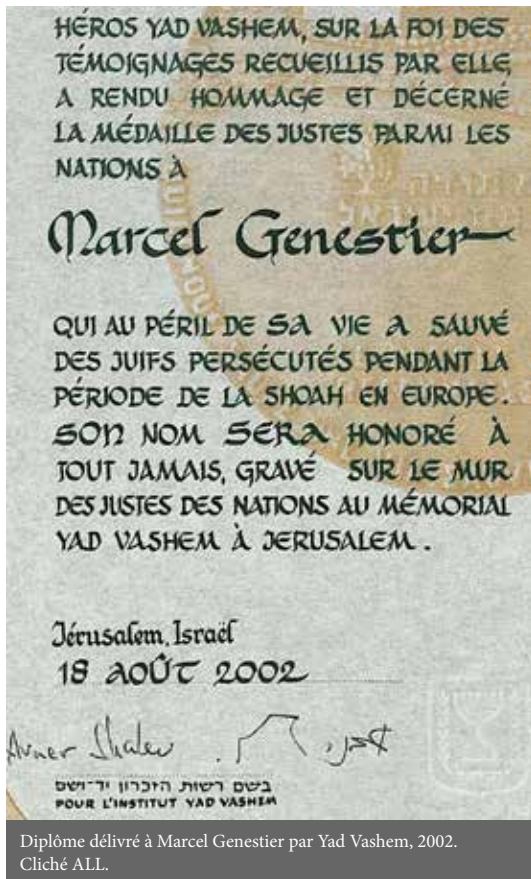 HÉROS YAD VASHEM, SUR LA FOI DES
TÉMOIGNAGES RECUEILLIS PAR ELLE
A RENDU HOMMAGE ET DÉCERNÉ
LA MÉDAILLE DES JUSTES PARMI LES
NATIONS À
Marcel Genestier
QUI AU PÉRIL DE SA VIE A SAUVÉ
DES JUIFS PERSÉCUTÉS PENDANT LA
PÉRIODE DE LA SHOAH EN EUROPE.
SON NOM SERA HONORÉ À
TOUT JAMAIS, GRAVÉ SUR LE MUR
DES JUSTES DES NATIONS AU MÉMORIAL
YAD VASHEM À JERUSALEM.
Jérusalem, Israël
18 AOÛT 2002
Avner Shalev
בשם רשות הזכרון יד־ושם
POUR L'INSTITUT YAD VASHEM
Diplôme délivré à Marcel Genestier par Yad Vashem, 2002.
Cliché ALL.